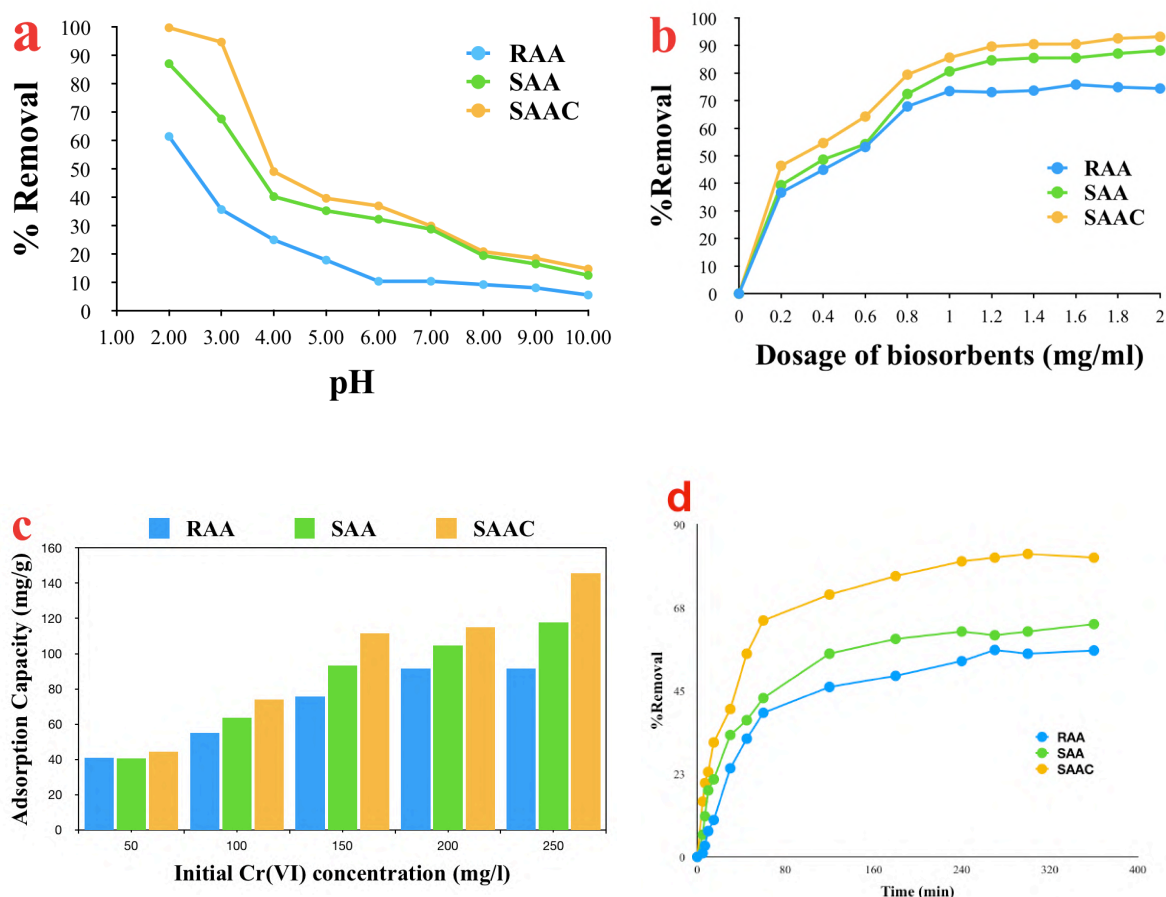 a
% Removal
100
90
80
70
60
50
40
30
20
10
0
RAA
SAA
SAAC
1.00 2.00 3.00 4.00 5.00 6.00 7.00 8.00 9.00 10.00
pH
b
%Removal
100
90
80
70
60
50
40
30
20
10
0
RAA
SAA
SAAC
0 0.2 0.4 0.6 0.8 1 1.2 1.4 1.6 1.8 2
Dosage of biosorbents (mg/ml)
c
RAA SAA SAAC
Adsorption Capacity (mg/g)
160
140
120
100
80
60
40
20
0
50 100 150 200 250
Initial Cr(VI) concentration (mg/l)
d
%Removal
90
68
45
23
0
RAA
SAA
SAAC
0 80 160 240 320 400
Time (min)